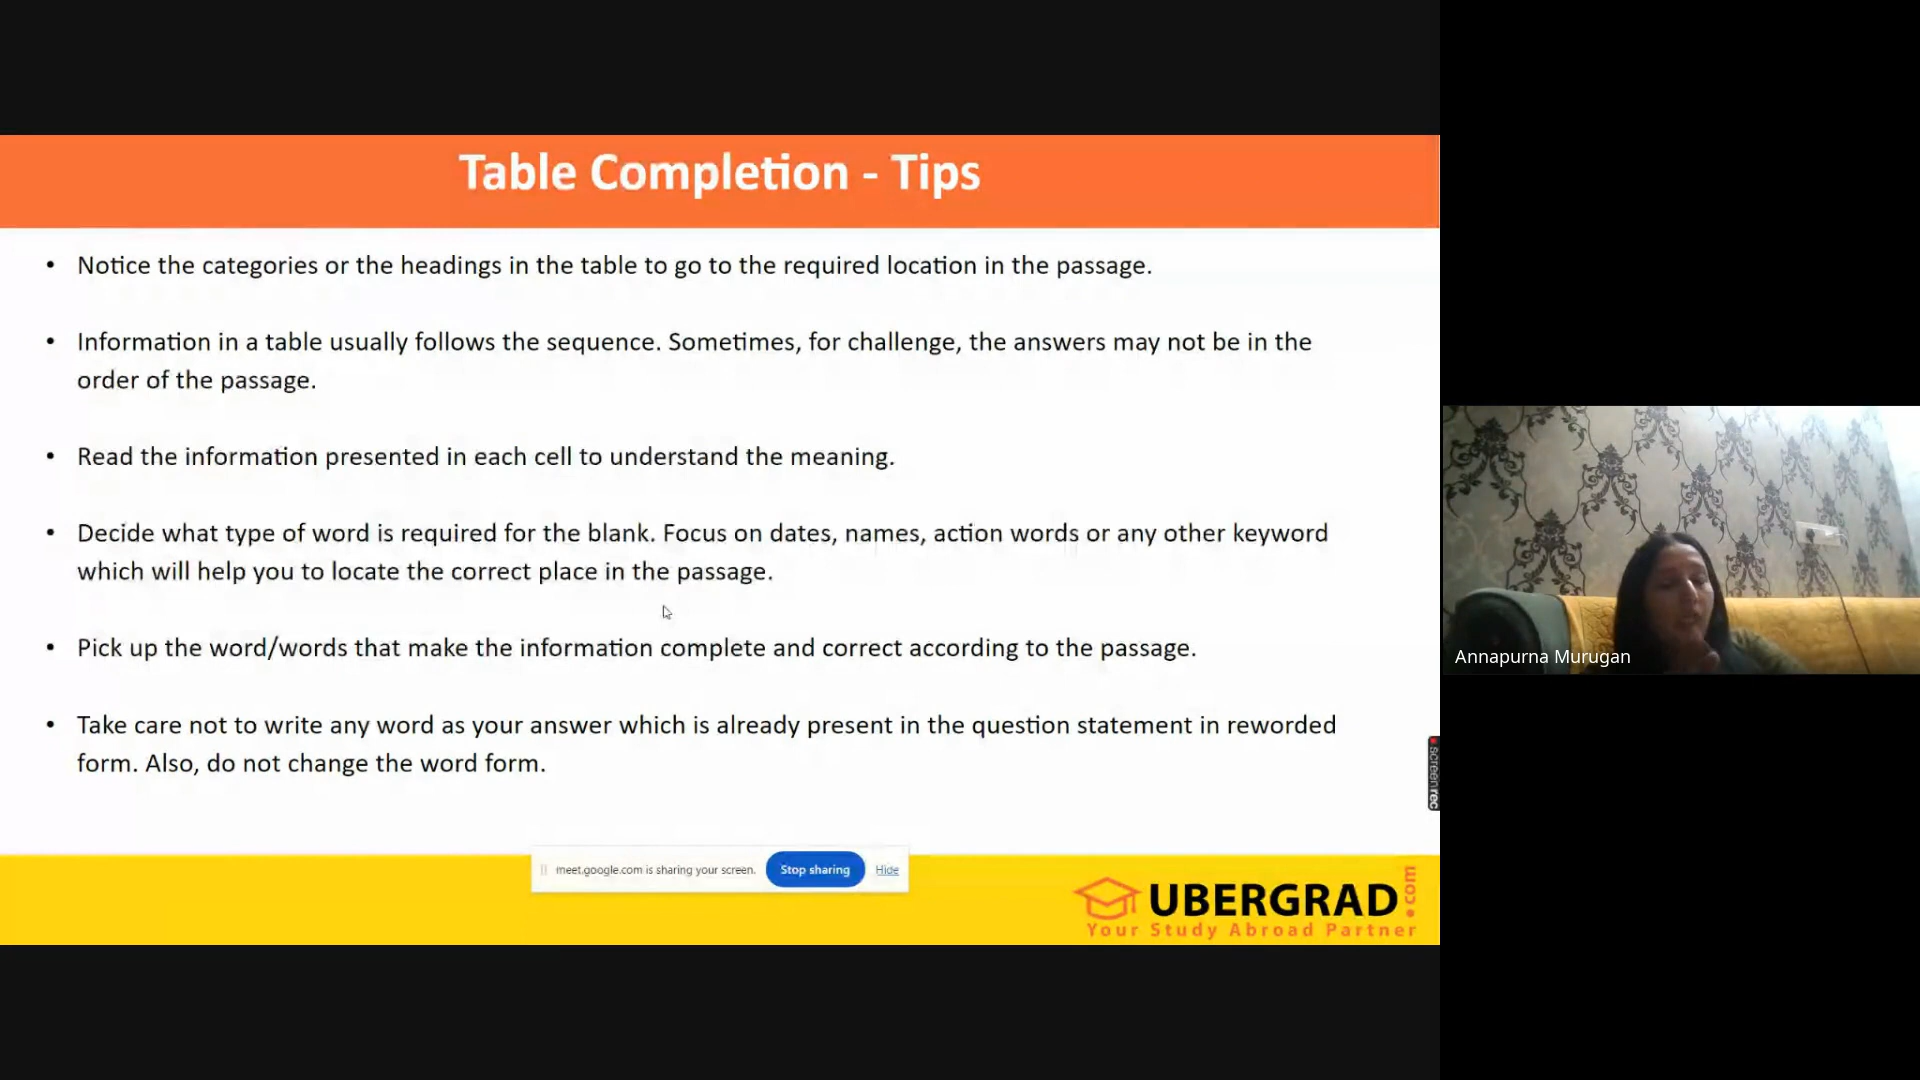 Table Completion - Tips
• Notice the categories or the headings in the table to go to the required location in the passage.
• Information in a table usually follows the sequence. Sometimes, for challenge, the answers may not be in the
order of the passage.
• Read the information presented in each cell to understand the meaning.
• Decide what type of word is required for the blank. Focus on dates, names, action words or any other keyword
which will help you to locate the correct place in the passage.
• Pick up the word/words that make the information complete and correct according to the passage.
• Take care not to write any word as your answer which is already present in the question statement in reworded
form. Also, do not change the word form.
meet.google.com is sharing your screen. Stop sharing Hide
UBERGRAD.com
Your Study Abroad Partner
screenrec
Annapurna Murugan